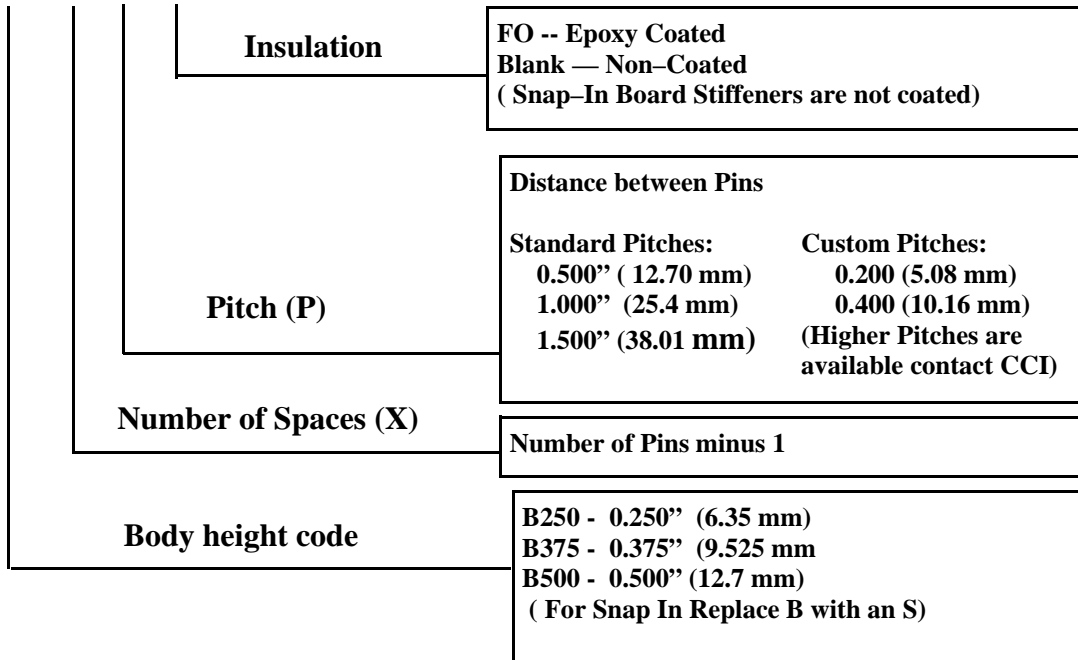 Insulation
FO -- Epoxy Coated
Blank — Non–Coated
( Snap–In Board Stiffeners are not coated)
Pitch (P)
Distance between Pins
Standard Pitches:
0.500” ( 12.70 mm)
1.000” (25.4 mm)
1.500” (38.01 mm)
Custom Pitches:
0.200 (5.08 mm)
0.400 (10.16 mm)
(Higher Pitches are
available contact CCI)
Number of Spaces (X)
Number of Pins minus 1
Body height code
B250 - 0.250” (6.35 mm)
B375 - 0.375” (9.525 mm
B500 - 0.500” (12.7 mm)
( For Snap In Replace B with an S)